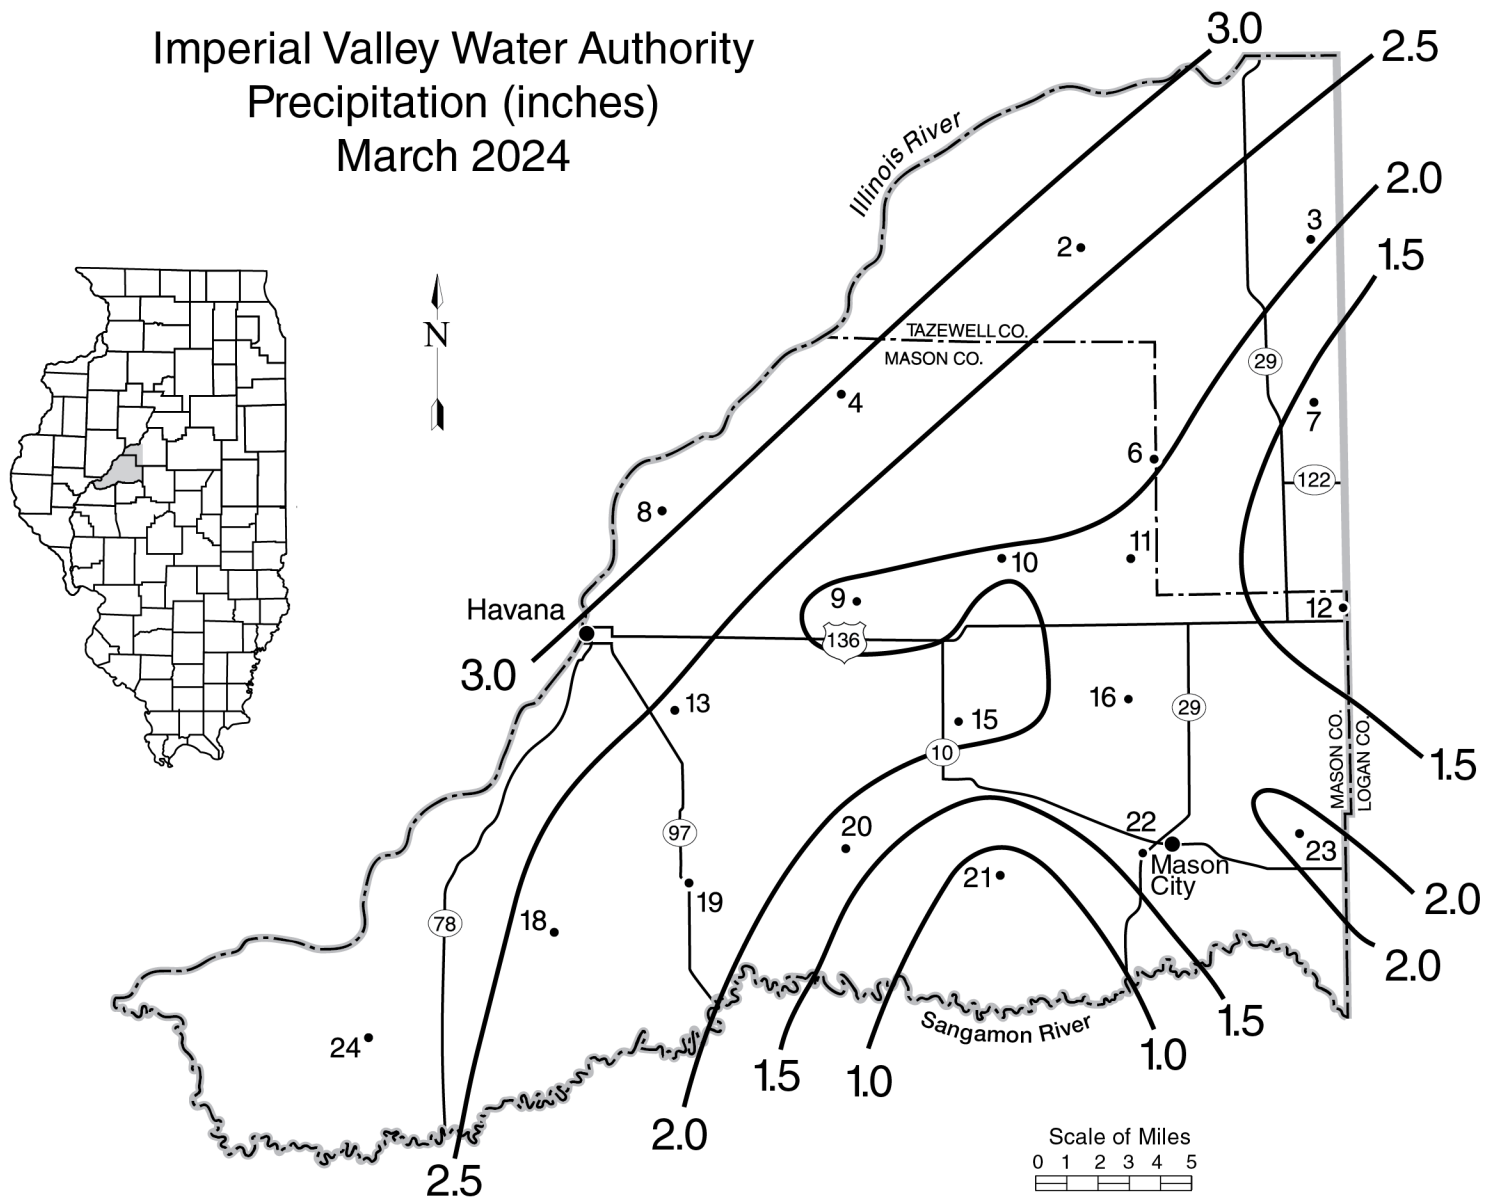 Imperial Valley Water Authority
Precipitation (inches)
March 2024
3.0
2.5
Illinois River
2.0
3
2
1.5
N
TAZEWELL CO.
MASON CO.
29
4
7
6
122
8
11
10
9
12
Havana
136
3.0
13
16
29
15
10
MASON CO.
LOGAN CO.
1.5
20
22
97
Mason
City
23
21
19
2.0
18
78
2.0
Sangamon River
1.5
24
1.0
1.5
1.0
2.0
2.5
Scale of Miles
0 1 2 3 4 5